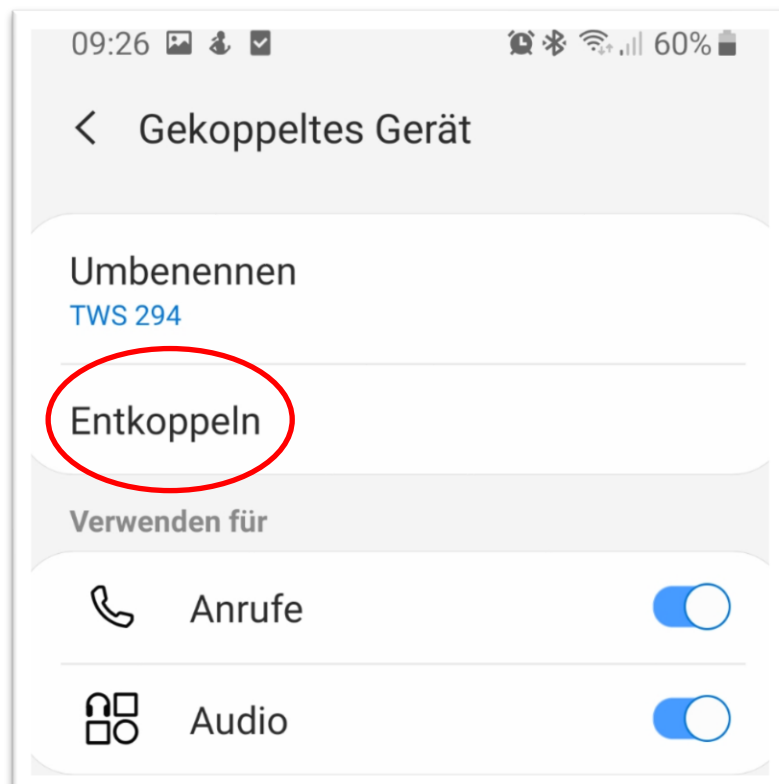 09:26 60%
Gekoppeltes Gerät
Umbenennen
TWS 294
Entkoppeln
Verwenden für
Anrufe
Audio